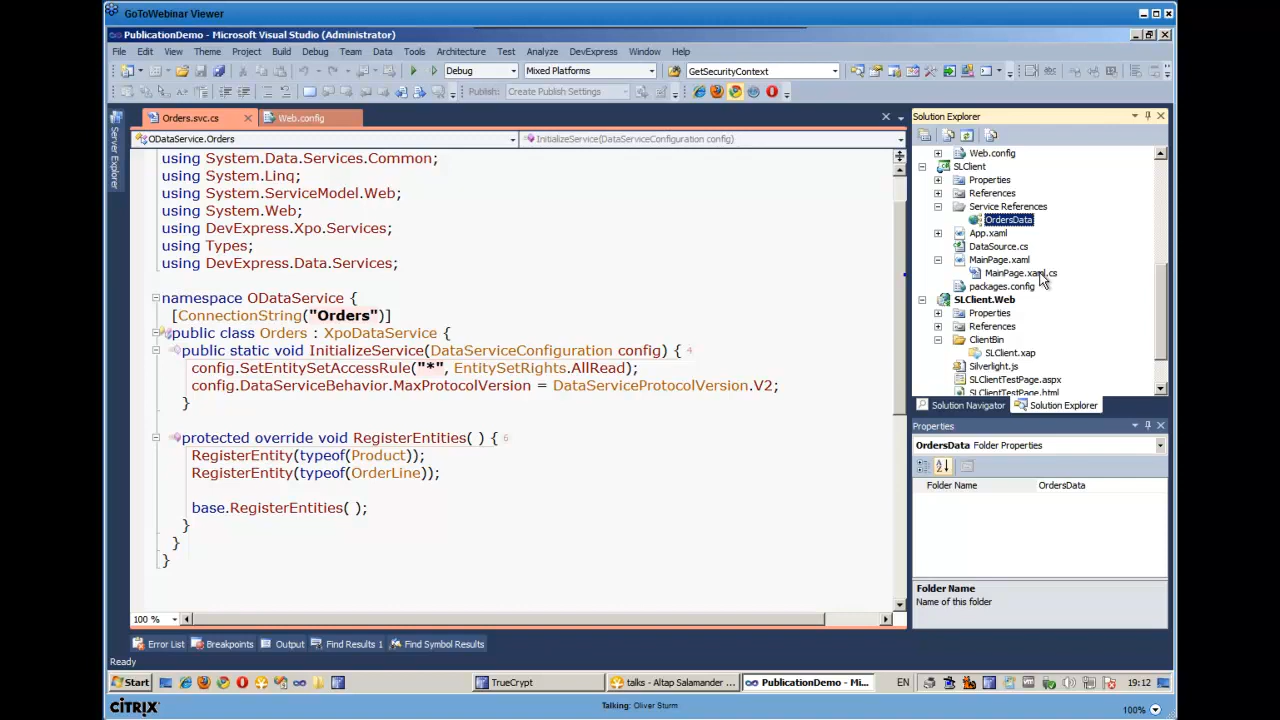 GoToWebinar Viewer
PublicationDemo - Microsoft Visual Studio (Administrator)
File Edit View Theme Project Build Debug Team Data Tools Architecture Test Analyze DevExpress Window Help
Debug Mixed Platforms GetSecurityContext
Publish: Create Publish Settings
Orders.svc.cs Web.config
Server Explorer
ODataService.Orders InitializeService(DataServiceConfiguration config)
using System.Data.Services.Common;
using System.Linq;
using System.ServiceModel.Web;
using System.Web;
using DevExpress.Xpo.Services;
using Types;
using DevExpress.Data.Services;
namespace ODataService {
[ConnectionString("Orders")]
public class Orders : XpoDataService {
public static void InitializeService(DataServiceConfiguration config) { 4
config.SetEntitySetAccessRule("*", EntitySetRights.AllRead);
config.DataServiceBehavior.MaxProtocolVersion = DataServiceProtocolVersion.V2;
}
protected override void RegisterEntities( ) { 6
RegisterEntity(typeof(Product));
RegisterEntity(typeof(OrderLine));
base.RegisterEntities( );
}
}
}
100 %
Solution Explorer
Web.config
SLClient
Properties
References
Service References
OrdersData
App.xaml
DataSource.cs
MainPage.xaml
MainPage.xaml.cs
packages.config
SLClient.Web
Properties
References
ClientBin
SLClient.xap
Silverlight.js
SLClientTestPage.aspx
SLClientTestPage.html
Solution Navigator Solution Explorer
Properties
OrdersData Folder Properties
Folder Name OrdersData
Folder Name
Name of this folder
Error List Breakpoints Output Find Results 1 Find Symbol Results
Ready
Start TrueCrypt talks - Altap Salamander ... PublicationDemo - Mi... EN 19:12
CITRIX Talking: Oliver Sturm 100%